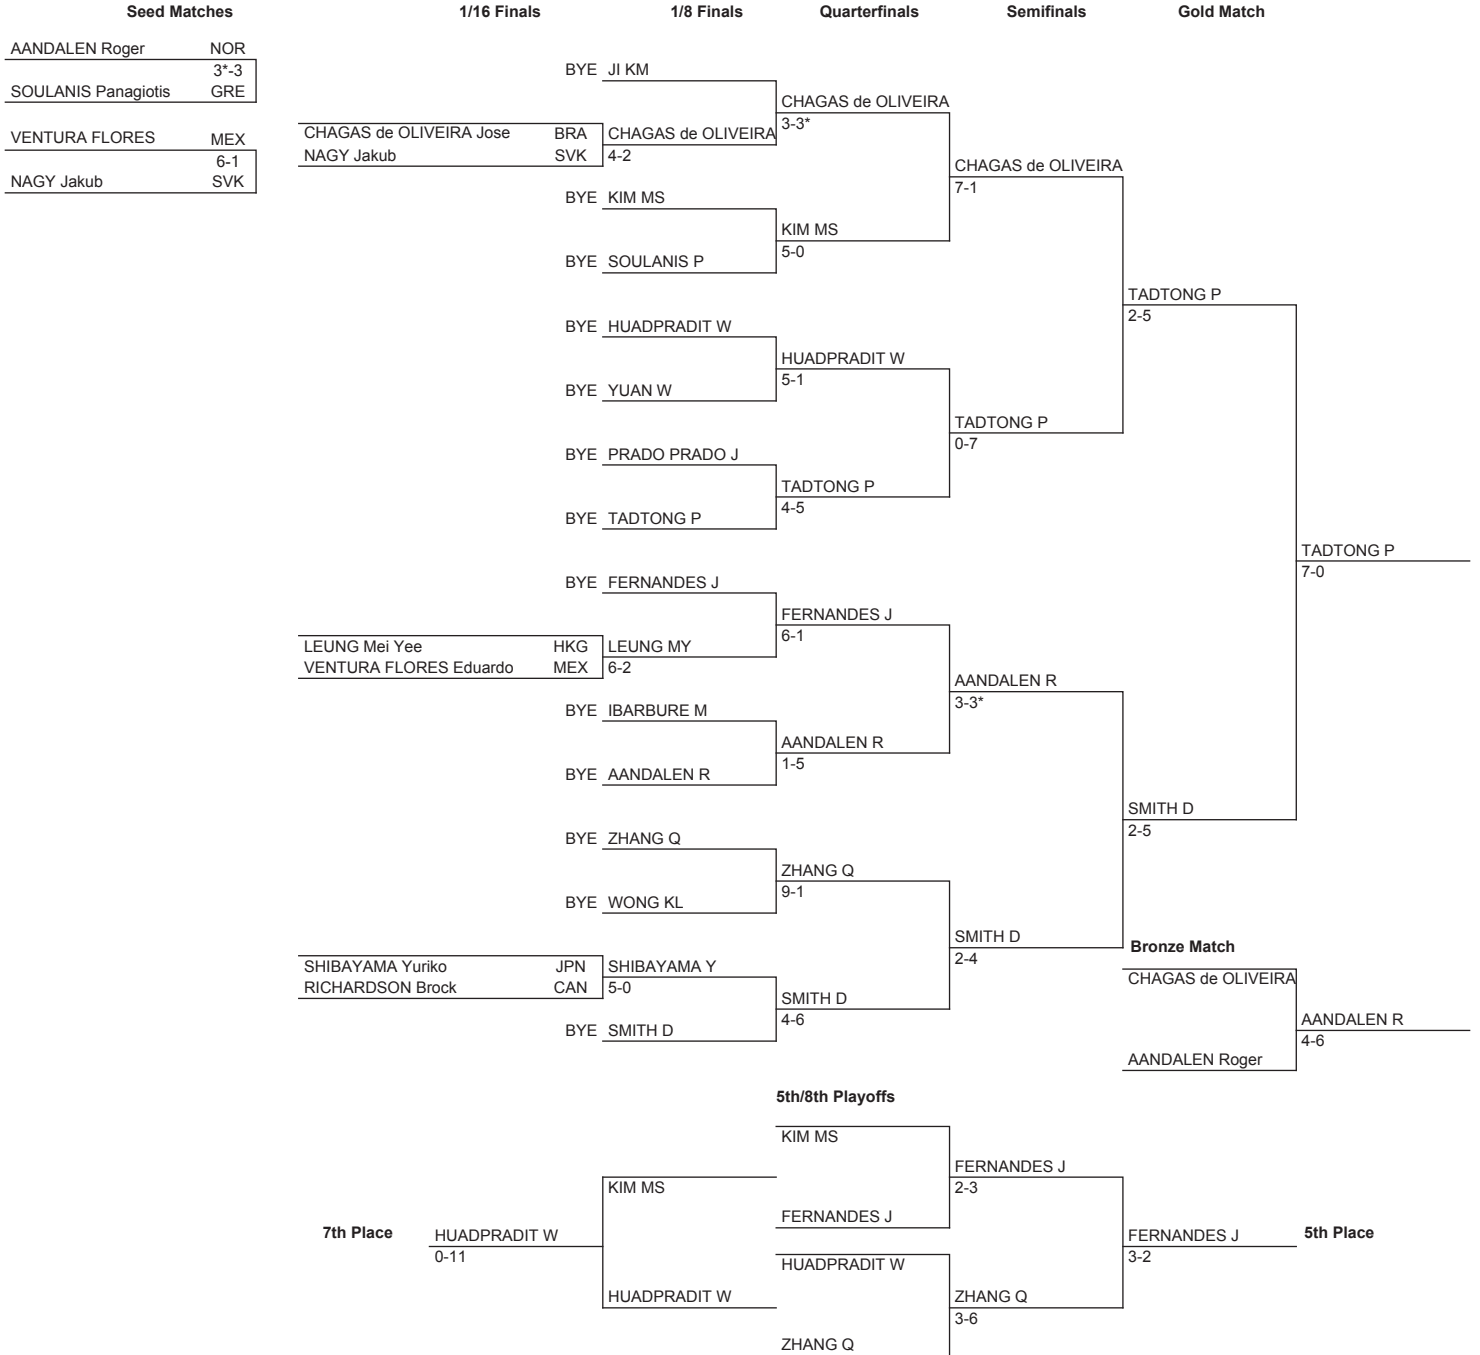 Seed Matches 1/16 Finals 1/8 Finals Quarterfinals Semifinals Gold Match
AANDALEN Roger NOR
3*-3
SOULANIS Panagiotis GRE
VENTURA FLORES MEX
6-1
NAGY Jakub SVK
BYE JI KM
CHAGAS de OLIVEIRA
3-3*
CHAGAS de OLIVEIRA Jose BRA CHAGAS de OLIVEIRA
NAGY Jakub SVK 4-2
CHAGAS de OLIVEIRA
7-1
BYE KIM MS
KIM MS
5-0
BYE SOULANIS P
TADTONG P
2-5
BYE HUADPRADIT W
HUADPRADIT W
5-1
BYE YUAN W
TADTONG P
0-7
BYE PRADO PRADO J
TADTONG P
4-5
BYE TADTONG P
TADTONG P
7-0
BYE FERNANDES J
FERNANDES J
6-1
LEUNG Mei Yee HKG LEUNG MY
VENTURA FLORES Eduardo MEX 6-2
AANDALEN R
3-3*
BYE IBARBURE M
AANDALEN R
1-5
BYE AANDALEN R
SMITH D
2-5
BYE ZHANG Q
ZHANG Q
9-1
BYE WONG KL
SMITH D
2-4
Bronze Match
SHIBAYAMA Yuriko JPN SHIBAYAMA Y
RICHARDSON Brock CAN 5-0
CHAGAS de OLIVEIRA
SMITH D
4-6
BYE SMITH D
AANDALEN R
4-6
AANDALEN Roger
5th/8th Playoffs
KIM MS
FERNANDES J
2-3
KIM MS
FERNANDES J
7th Place HUADPRADIT W
0-11
FERNANDES J 5th Place
3-2
HUADPRADIT W
HUADPRADIT W
ZHANG Q
3-6
ZHANG Q